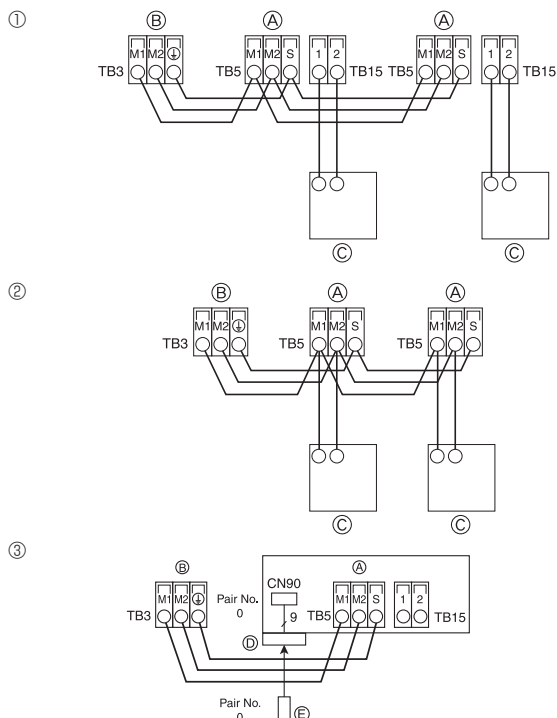 ①
Ⓑ Ⓐ Ⓐ
M1 M2 ⏚ M1 M2 S 1 2 M1 M2 S 1 2
TB3 TB5 TB15 TB5 TB15
Ⓒ Ⓒ
②
Ⓑ Ⓐ Ⓐ
M1 M2 ⏚ M1 M2 S M1 M2 S
TB3 TB5 TB5
Ⓒ Ⓒ
③
Ⓑ Ⓐ
CN90
M1 M2 ⏚ Pair No. M1 M2 S 1 2
TB3 0 9 TB5 TB15
Ⓓ
Pair No.
0 Ⓔ